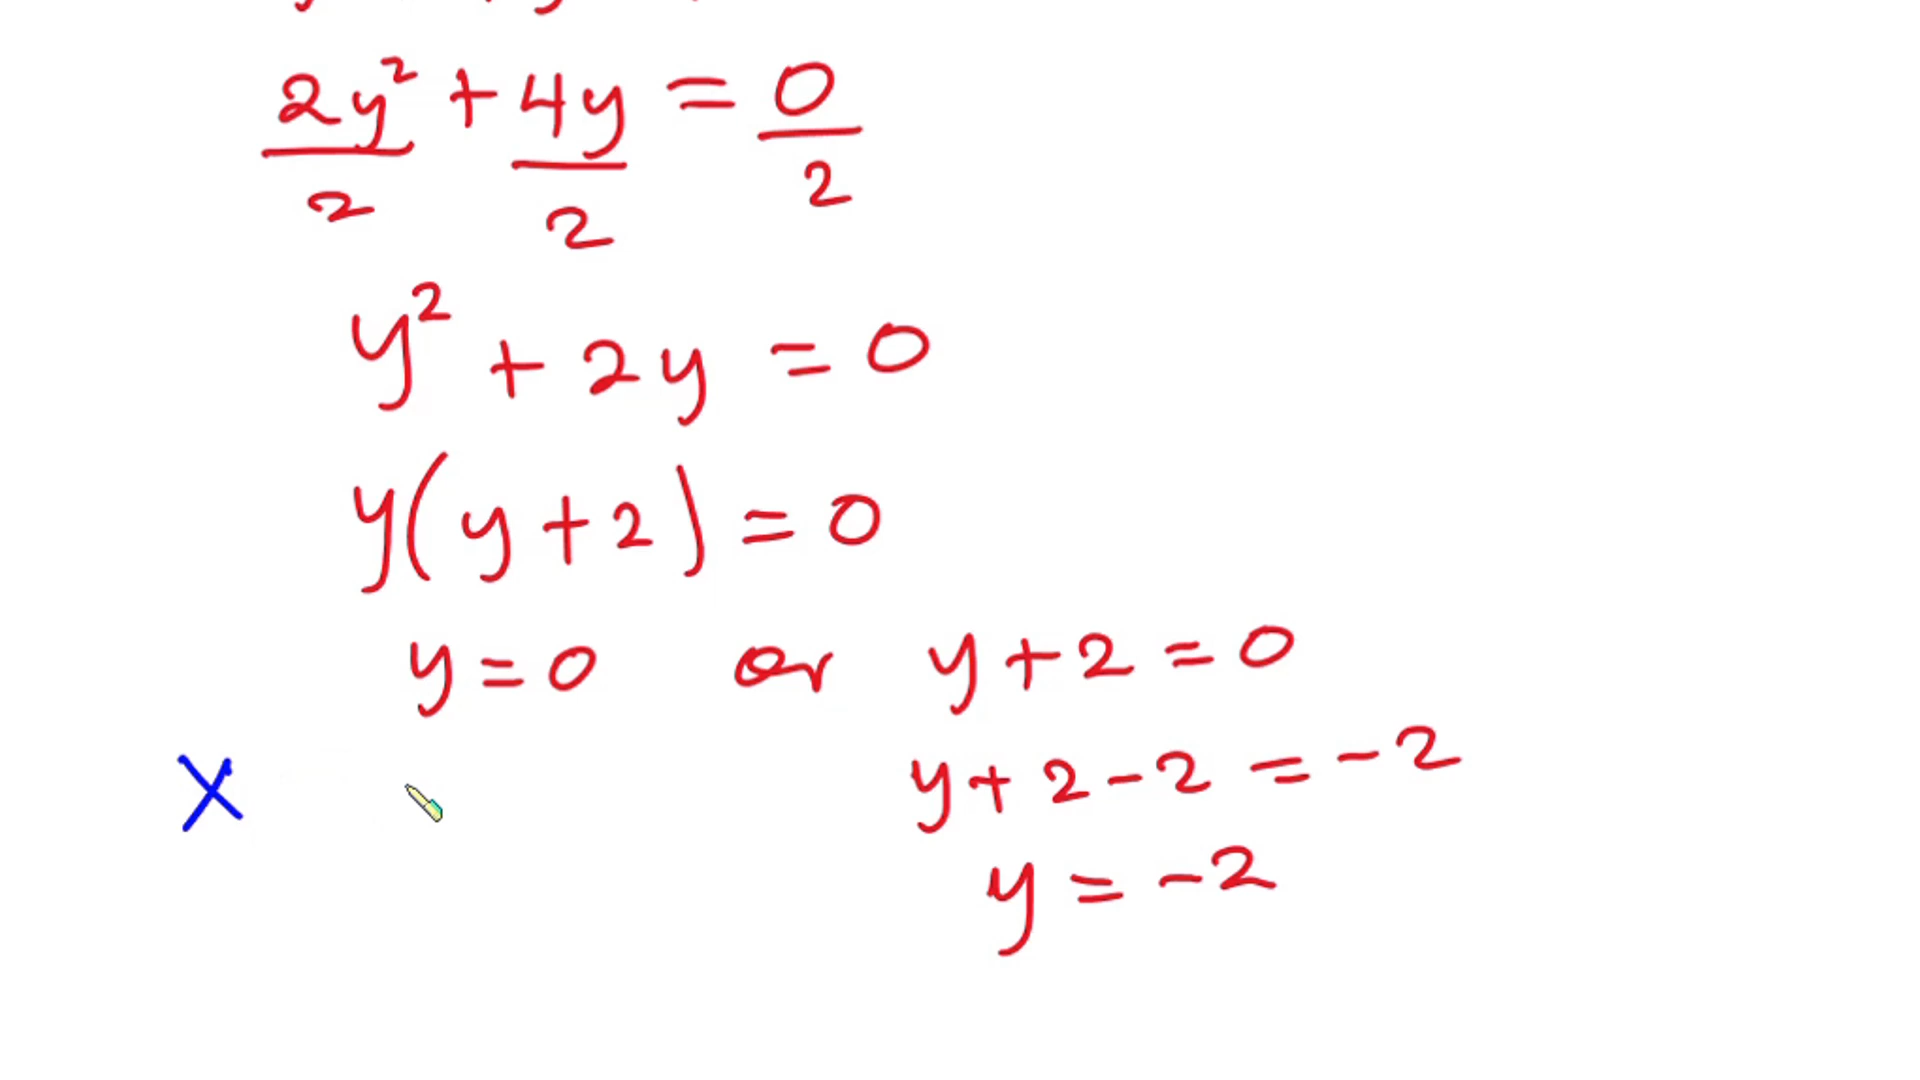 2y²/2 + 4y/2 = 0/2
y² + 2y = 0
y(y+2) = 0
y = 0 or y + 2 = 0
y + 2 - 2 = -2
X
y = -2